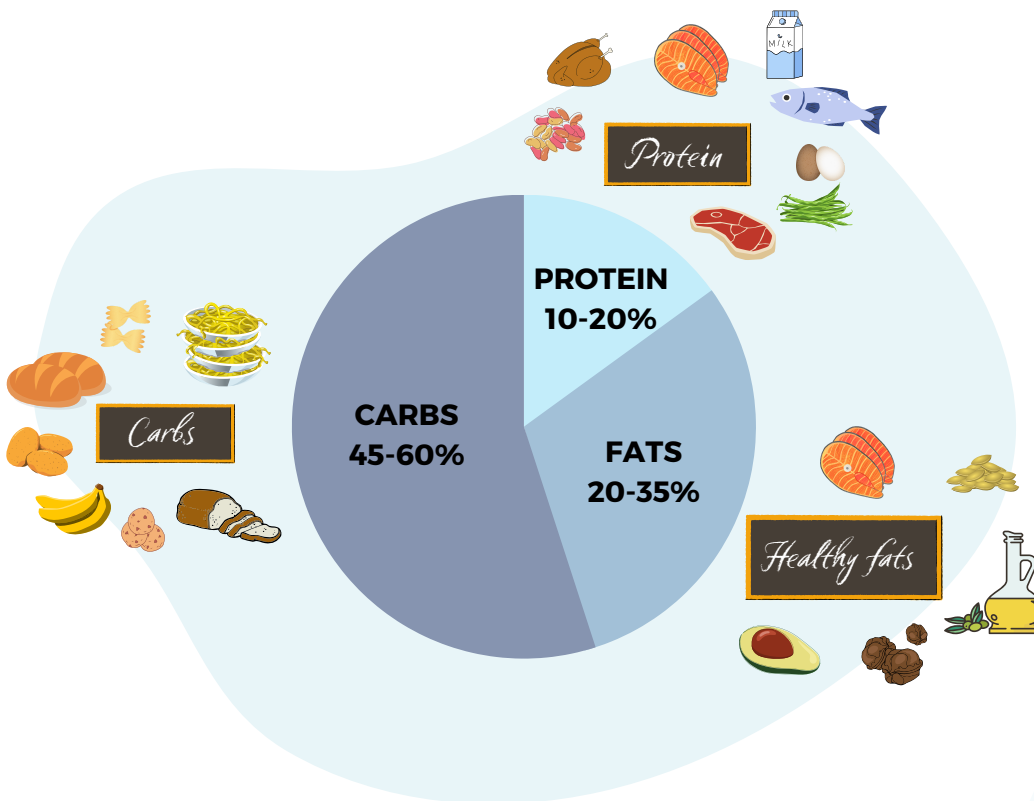 MILK
Protein
PROTEIN
10-20%
Carbs
CARBS
45-60%
FATS
20-35%
Healthy fats